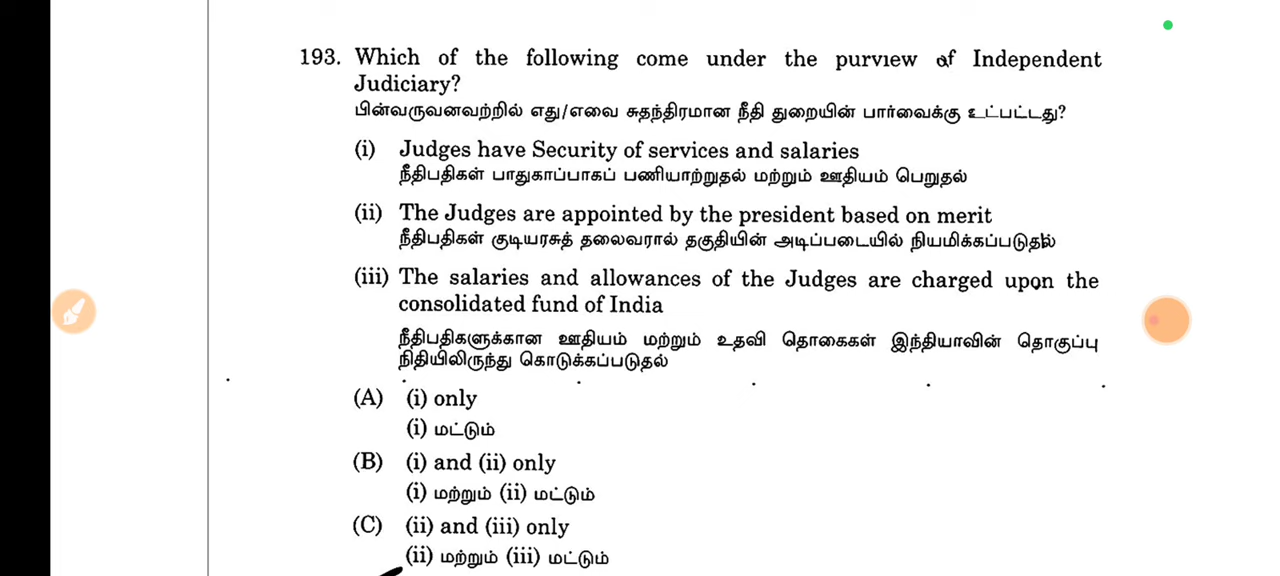 193. Which of the following come under the purview of Independent
Judiciary?
பின்வருவனவற்றில் எது/எவை சுதந்திரமான நீதி துறையின் பார்வைக்கு உட்பட்டது?
(i) Judges have Security of services and salaries
நீதிபதிகள் பாதுகாப்பாகப் பணியாற்றுதல் மற்றும் ஊதியம் பெறுதல்
(ii) The Judges are appointed by the president based on merit
நீதிபதிகள் குடியரசுத் தலைவரால் தகுதியின் அடிப்படையில் நியமிக்கப்படுதல்
(iii) The salaries and allowances of the Judges are charged upon the
consolidated fund of India
நீதிபதிகளுக்கான ஊதியம் மற்றும் உதவி தொகைகள் இந்தியாவின் தொகுப்பு
நிதியிலிருந்து கொடுக்கப்படுதல்
(A) (i) only
(i) மட்டும்
(B) (i) and (ii) only
(i) மற்றும் (ii) மட்டும்
(C) (ii) and (iii) only
(ii) மற்றும் (iii) மட்டும்